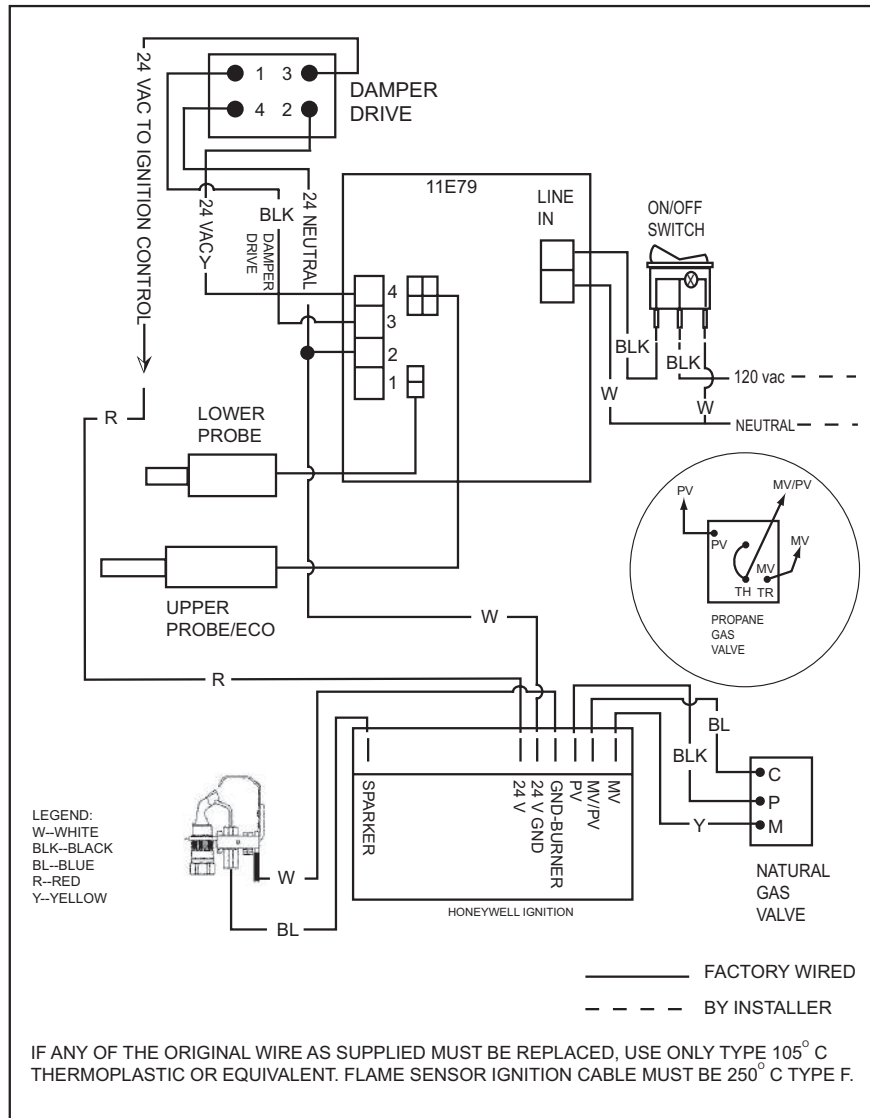 24 VAC TO IGNITION CONTROL
1 3
4 2
DAMPER
DRIVE
24 VAC
Y
BLK
DAMPER
DRIVE
24 NEUTRAL
11E79
LINE
IN
ON/OFF
SWITCH
X
4
3
2
1
BLK
BLK
W
W
120 vac
NEUTRAL
R
LOWER
PROBE
UPPER
PROBE/ECO
W
PV
MV/PV
MV
PV
MV
TH TR
PROPANE
GAS
VALVE
R
BL
BLK
Y
SPARKER
24 V
24 V GND
GND-BURNER
PV
MV/PV
MV
HONEYWELL IGNITION
C
P
M
NATURAL
GAS
VALVE
LEGEND:
W--WHITE
BLK--BLACK
BL--BLUE
R--RED
Y--YELLOW
W
BL
FACTORY WIRED
BY INSTALLER
IF ANY OF THE ORIGINAL WIRE AS SUPPLIED MUST BE REPLACED, USE ONLY TYPE 105° C
THERMOPLASTIC OR EQUIVALENT. FLAME SENSOR IGNITION CABLE MUST BE 250° C TYPE F.